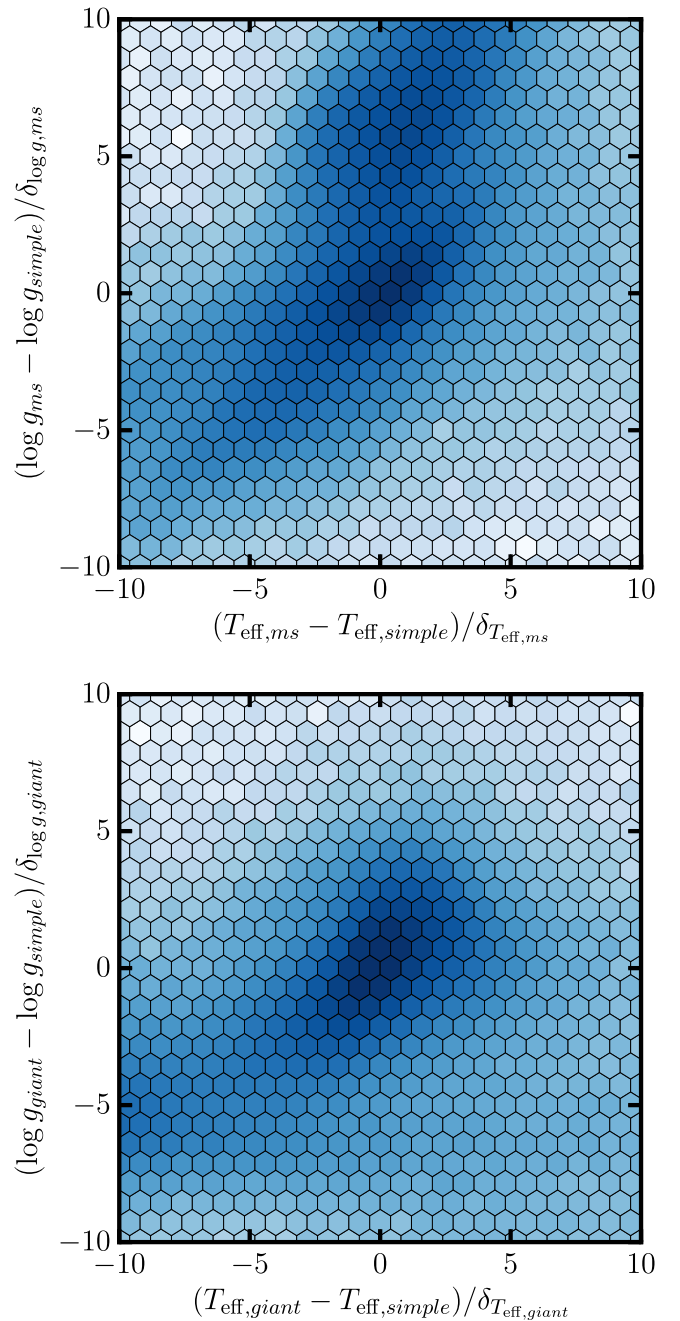 10
5
0
−5
−10
(log g_ms − log g_simple)/δ_log g,ms
−10 −5 0 5 10
(T_eff,ms − T_eff,simple)/δ_T_eff,ms
10
5
0
−5
−10
(log g_giant − log g_simple)/δ_log g,giant
−10 −5 0 5 10
(T_eff,giant − T_eff,simple)/δ_T_eff,giant